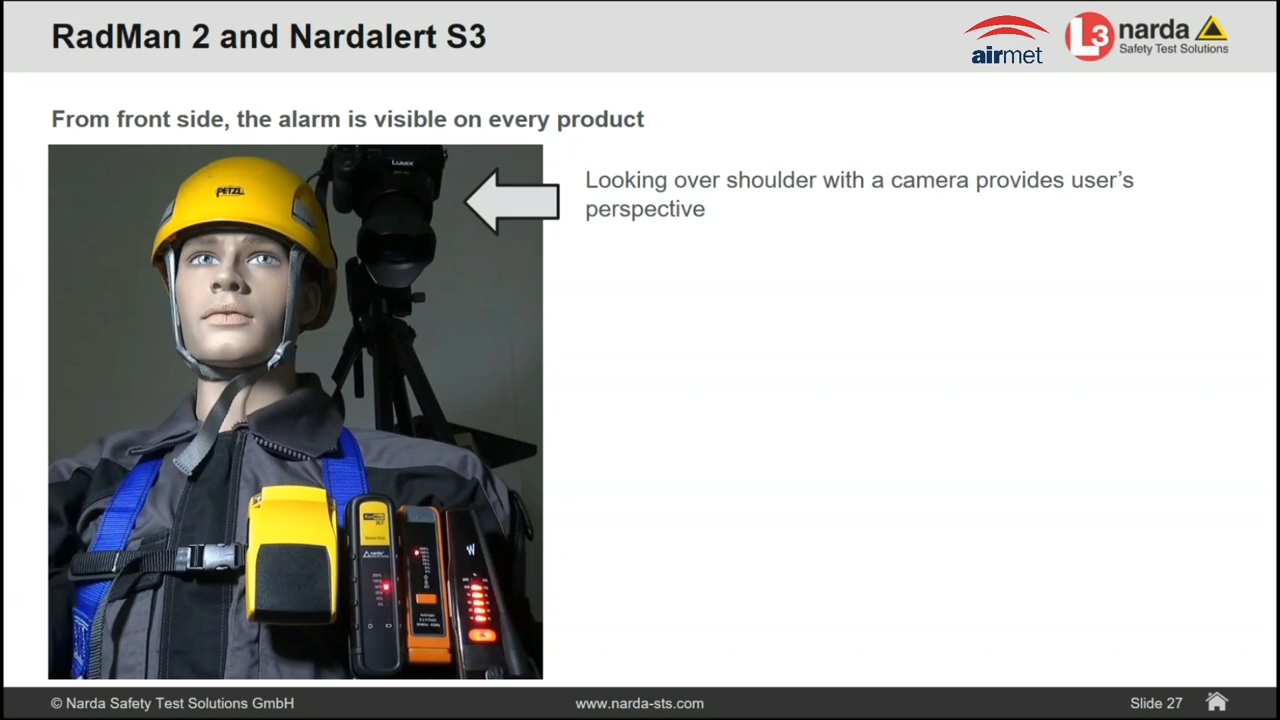 RadMan 2 and Nardalert S3
airmet
L3 narda
Safety Test Solutions
From front side, the alarm is visible on every product
Looking over shoulder with a camera provides user's
perspective
LUMIX
PETZL
narda
W
© Narda Safety Test Solutions GmbH
www.narda-sts.com
Slide 27